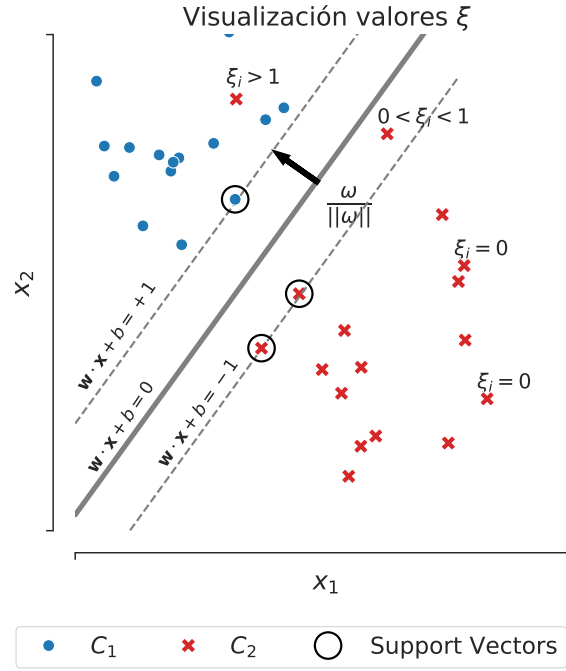 Visualización valores ξ
ξᵢ > 1
0 < ξᵢ < 1
ω
||ω||
ξᵢ = 0
ξᵢ = 0
w · x + b = +1
w · x + b = 0
w · x + b = −1
x₂
x₁
C₁ C₂ Support Vectors